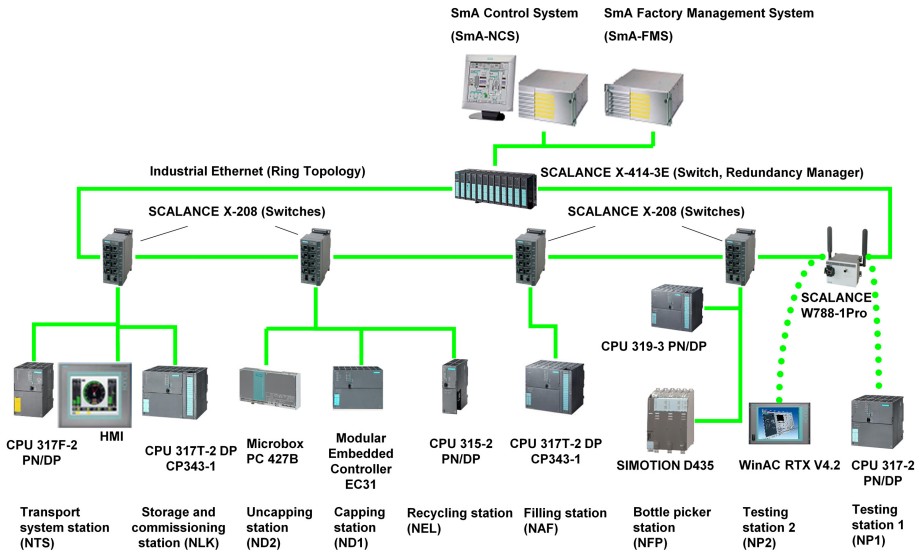 SmA Control System
(SmA-NCS)
SmA Factory Management System
(SmA-FMS)
Industrial Ethernet (Ring Topology)
SCALANCE X-414-3E (Switch, Redundancy Manager)
SCALANCE X-208 (Switches)
SCALANCE X-208 (Switches)
SCALANCE
W788-1Pro
CPU 319-3 PN/DP
CPU 317F-2
PN/DP
HMI
CPU 317T-2 DP
CP343-1
Microbox
PC 427B
Modular
Embedded
Controller
EC31
CPU 315-2
PN/DP
CPU 317T-2 DP
CP343-1
SIMOTION D435
WinAC RTX V4.2
CPU 317-2
PN/DP
Transport
system station
(NTS)
Storage and
commissioning
station (NLK)
Uncapping
station
(ND2)
Capping
station
(ND1)
Recycling station
(NEL)
Filling station
(NAF)
Bottle picker
station
(NFP)
Testing
station 2
(NP2)
Testing
station 1
(NP1)